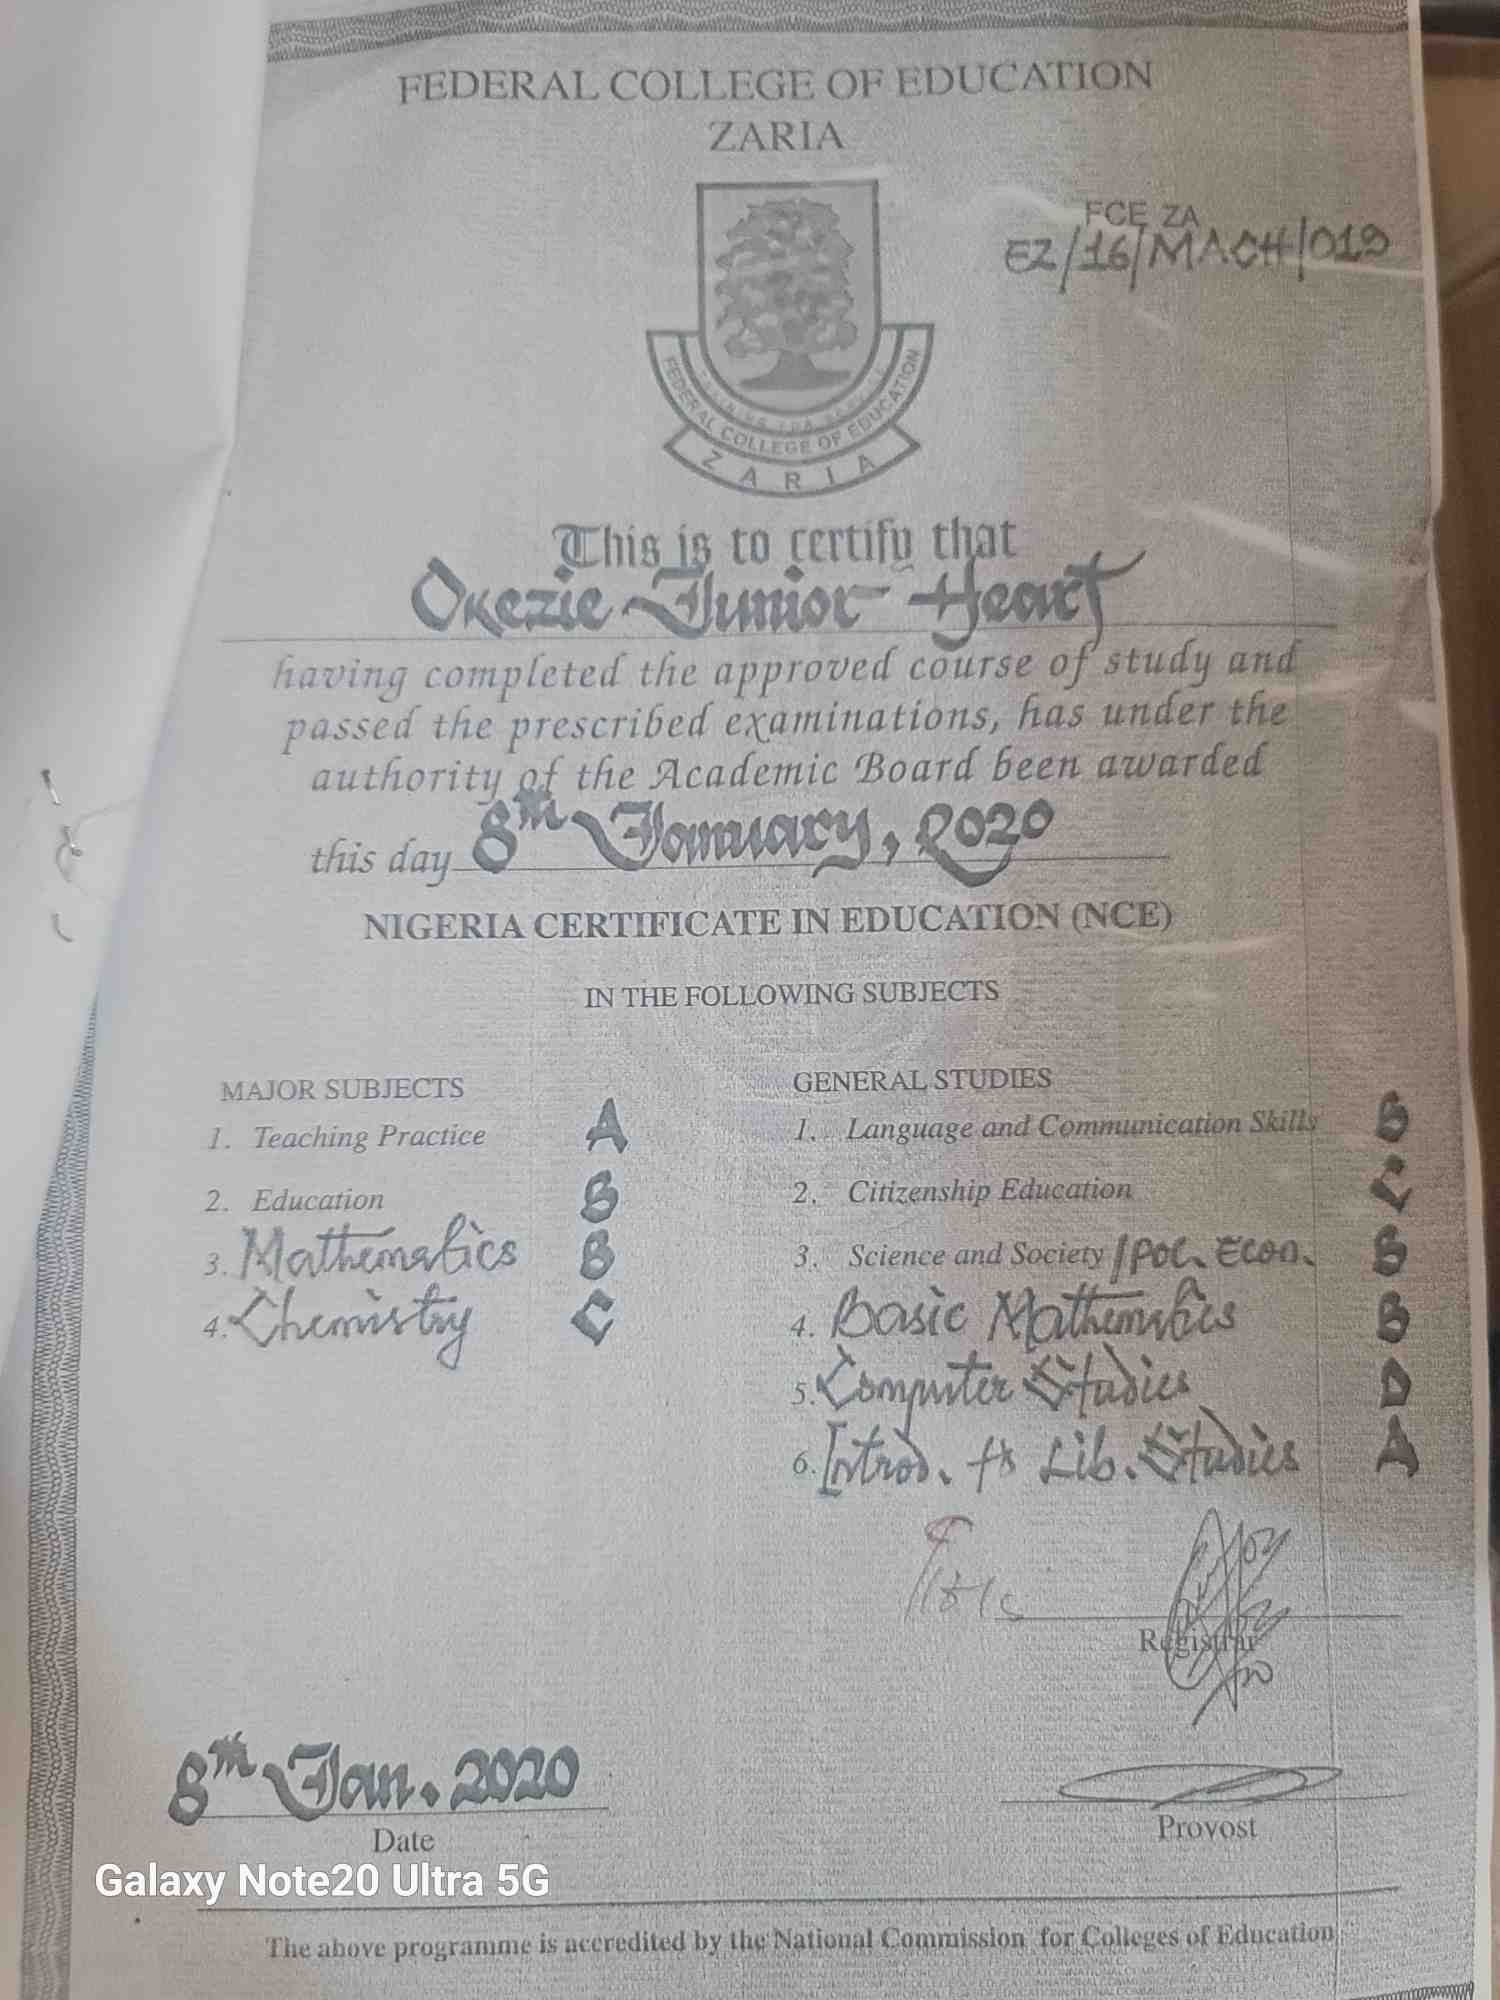 FEDERAL COLLEGE OF EDUCATION
ZARIA
FCE ZA
EZ/16/MACH/019
FEDERAL COLLEGE OF EDUCATION
ZARIA
This is to certify that
Okezie Junior Heart
having completed the approved course of study and
passed the prescribed examinations, has under the
authority of the Academic Board been awarded
this day 8th January, 2020
NIGERIA CERTIFICATE IN EDUCATION (NCE)
IN THE FOLLOWING SUBJECTS
MAJOR SUBJECTS
1. Teaching Practice A
2. Education B
3. Mathematics B
4. Chemistry C
GENERAL STUDIES
1. Language and Communication Skills B
2. Citizenship Education C
3. Science and Society /Pol. Econ. B
4. Basic Mathematics B
5. Computer Studies D
6. Introd. to Lib. Studies A
Registrar
8th Jan. 2020
Date
Provost
Galaxy Note20 Ultra 5G
The above programme is accredited by the National Commission for Colleges of Education